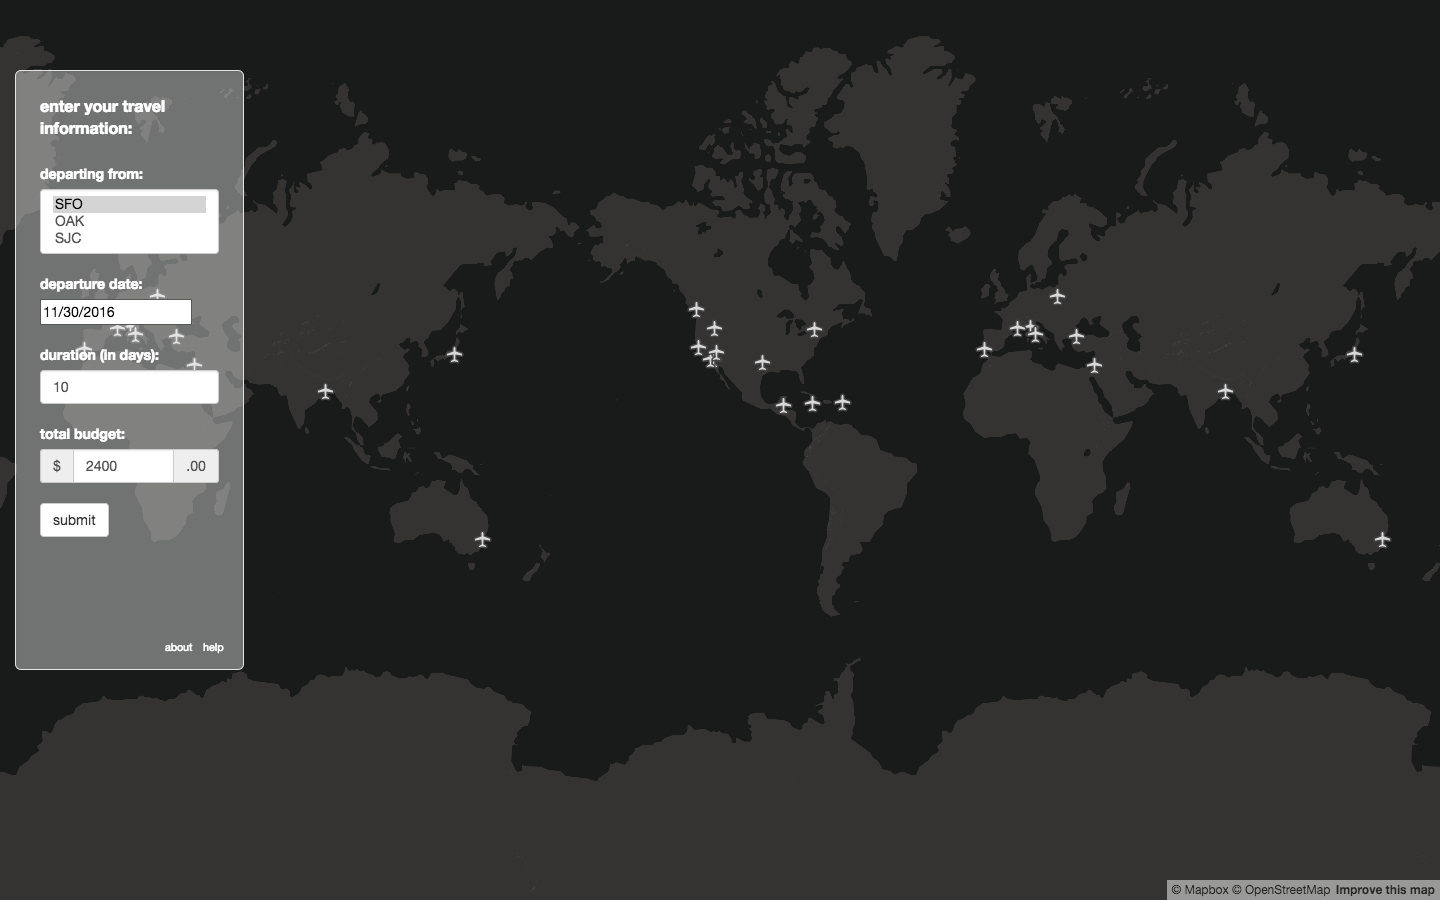 enter your travel
information:
departing from:
SFO
OAK
SJC
departure date:
11/30/2016
duration (in days):
10
total budget:
$ 2400 .00
submit
about help
© Mapbox © OpenStreetMap Improve this map